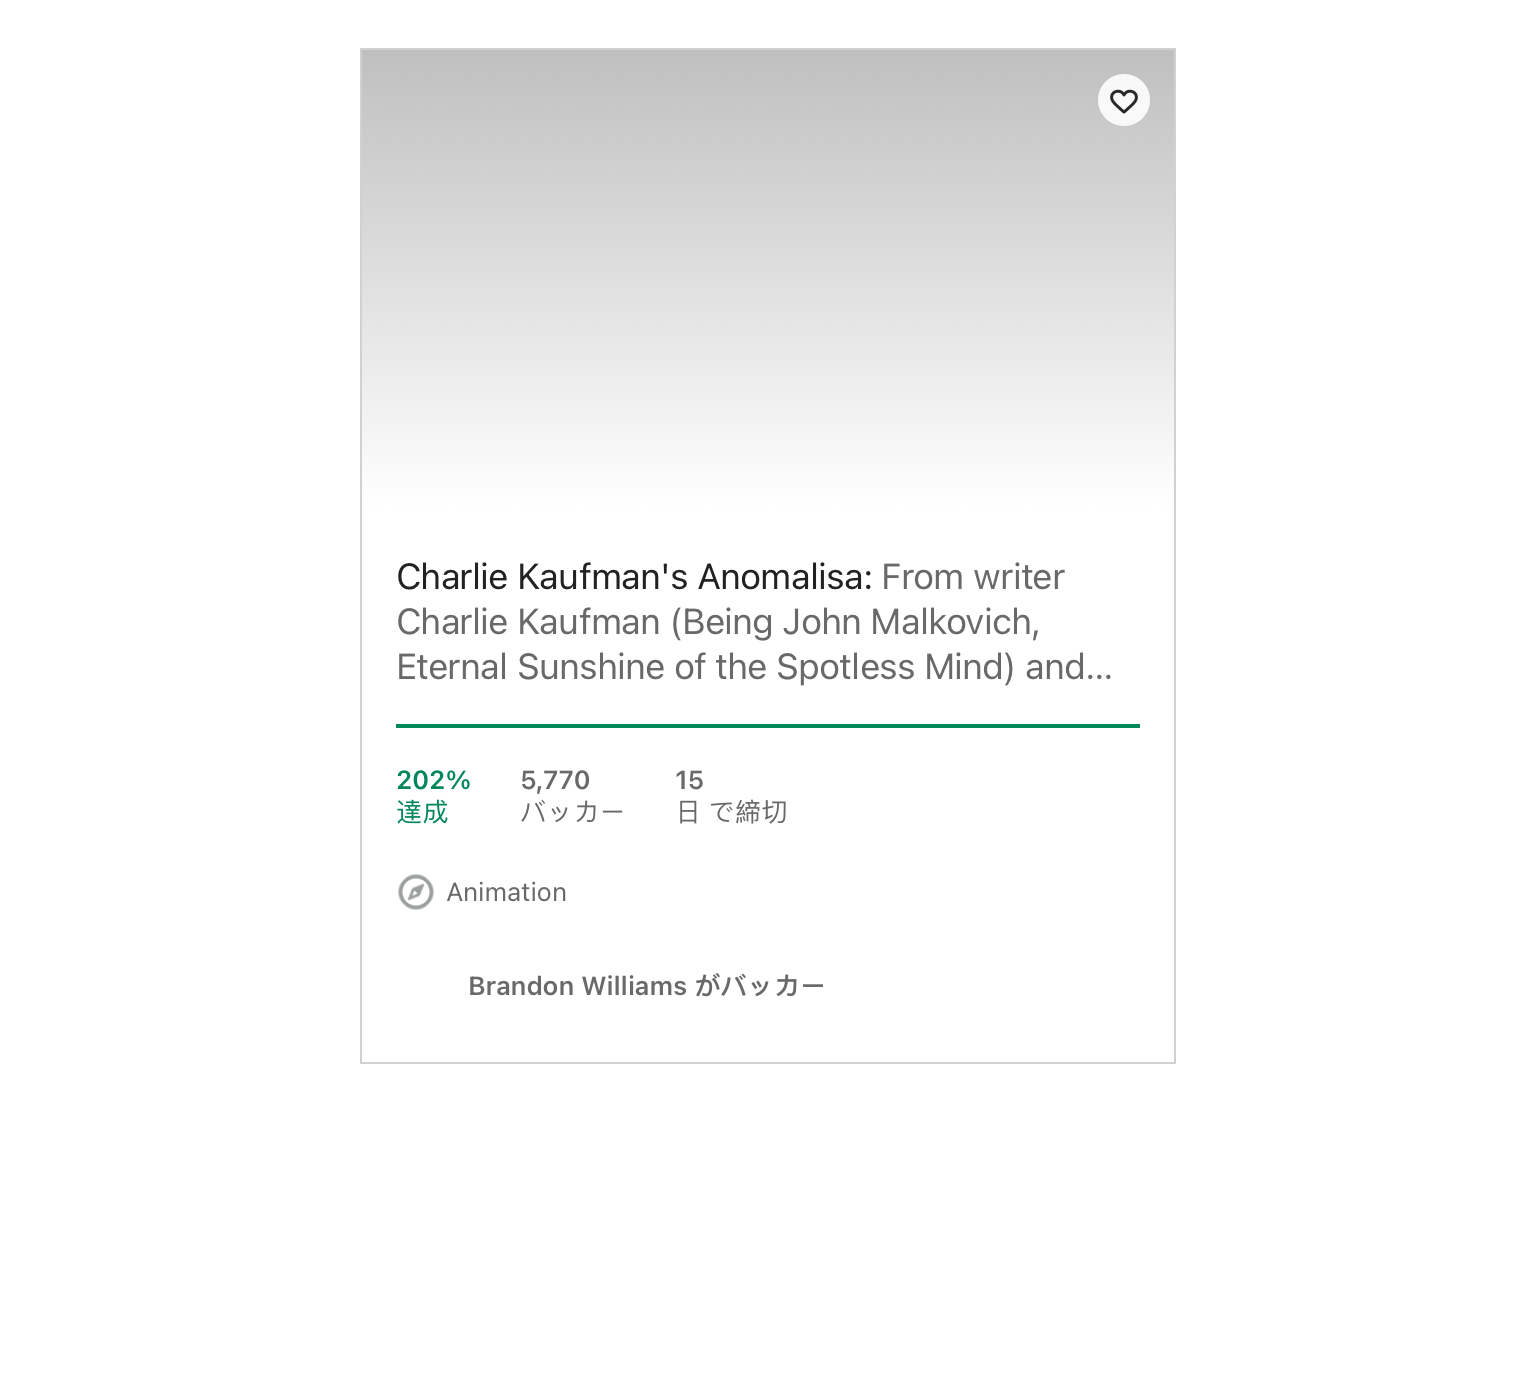 Charlie Kaufman's Anomalisa: From writer
Charlie Kaufman (Being John Malkovich,
Eternal Sunshine of the Spotless Mind) and...
202%
達成
5,770
バッカー
15
日 で締切
Animation
Brandon Williams がバッカー